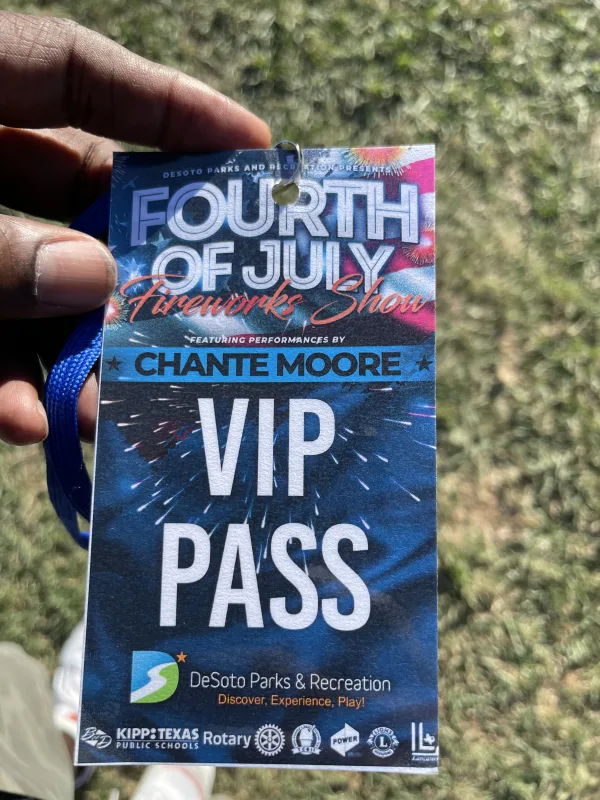 DESOTO PARKS AND RECREATION PRESENTS
FOURTH
OF JULY
Fireworks Show
FEATURING PERFORMANCES BY
CHANTE MOORE
VIP
PASS
DeSoto Parks & Recreation
Discover, Experience, Play!
KIPP:TEXAS
PUBLIC SCHOOLS
Rotary
POWER